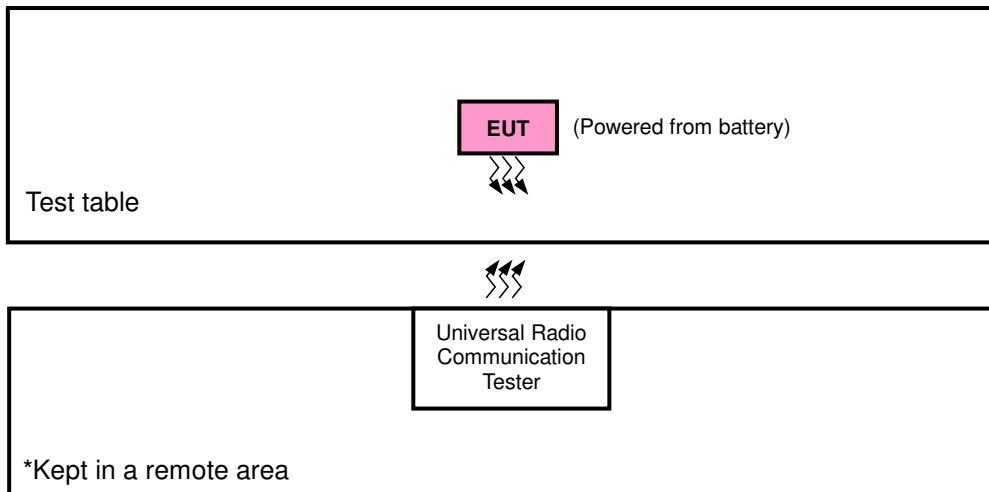 EUT
(Powered from battery)
Test table
Universal Radio
Communication
Tester
*Kept in a remote area